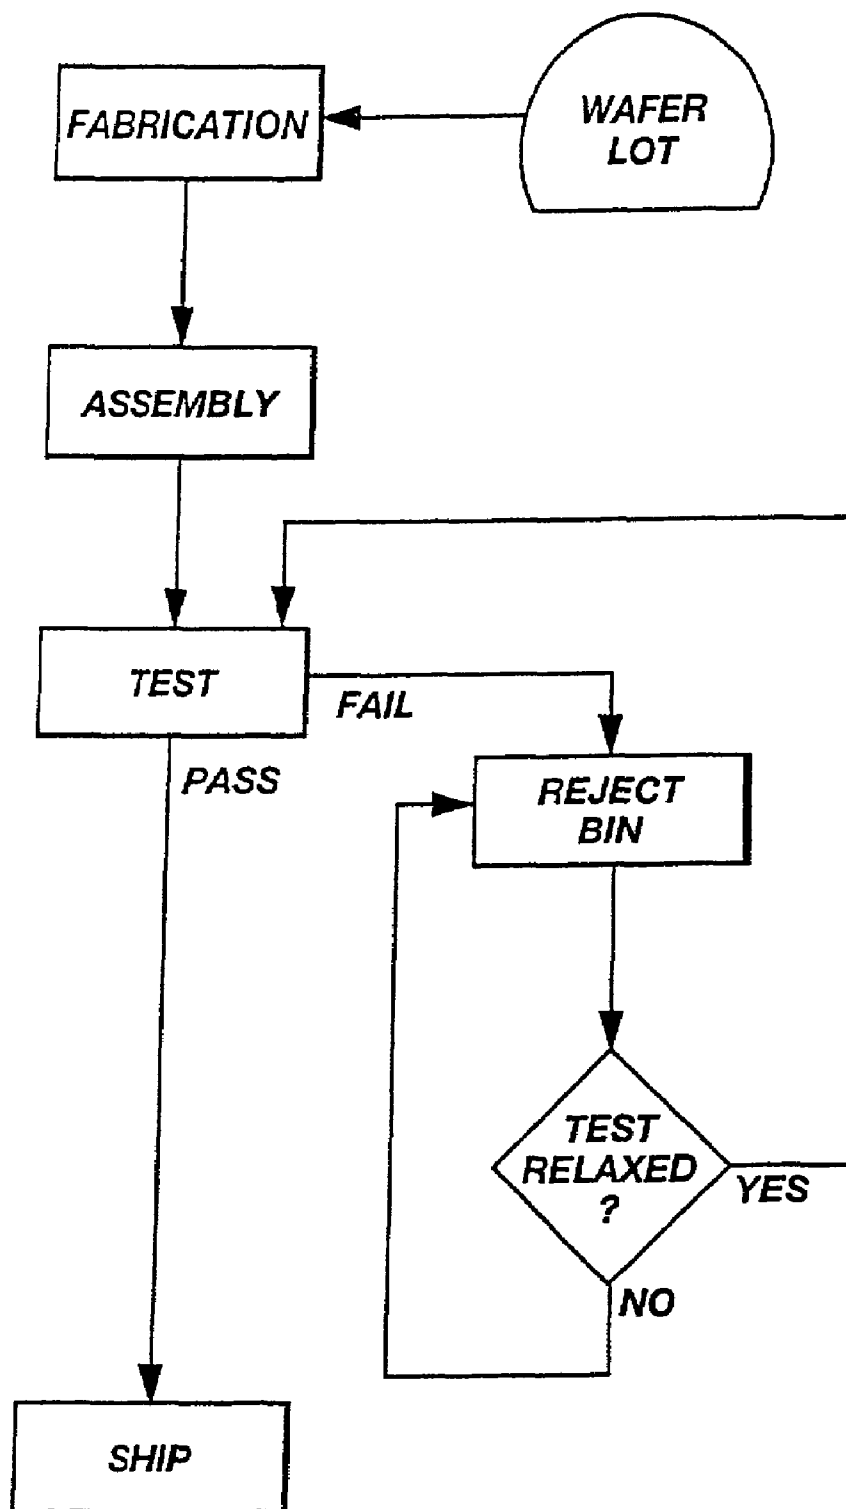 WAFER
LOT
FABRICATION
ASSEMBLY
TEST
FAIL
PASS
REJECT
BIN
TEST
RELAXED
?
YES
NO
SHIP